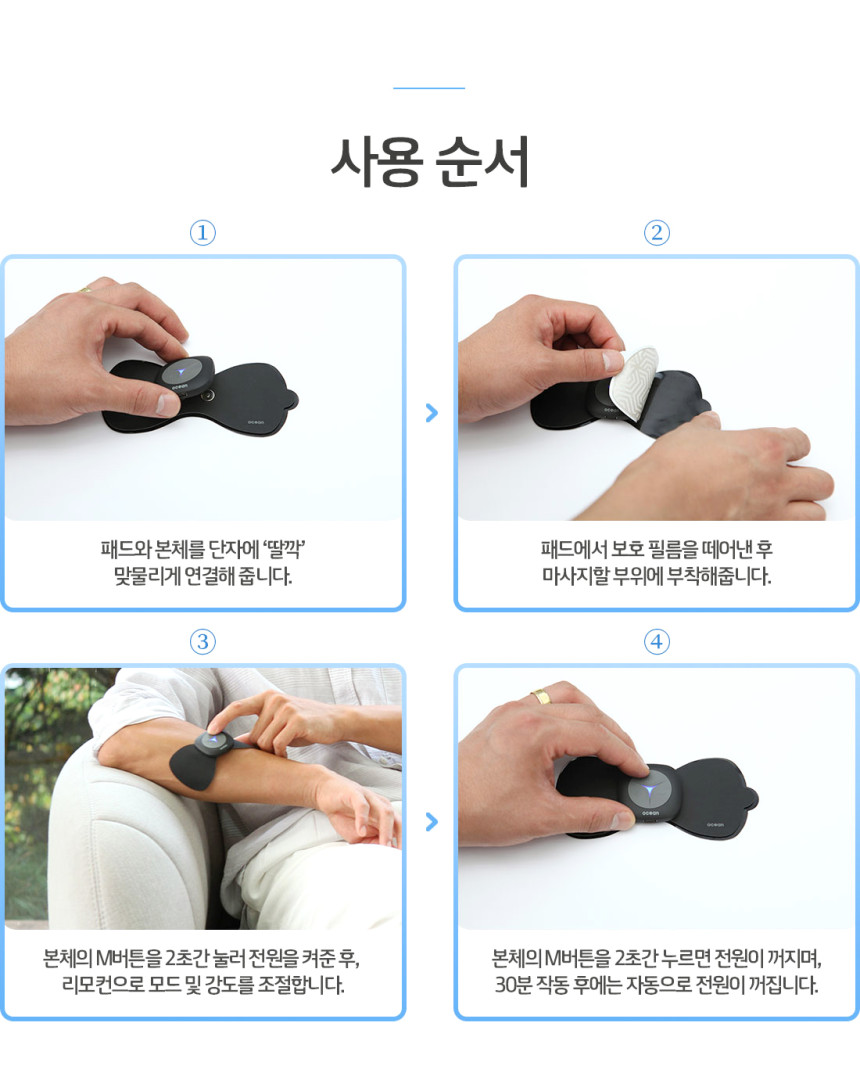 사용 순서
①
②
ocean
ocean
패드와 본체를 단자에 ‘딸깍’
맞물리게 연결해 줍니다.
패드에서 보호 필름을 떼어낸 후
마사지할 부위에 부착해줍니다.
③
④
ocean
ocean
본체의 M버튼을 2초간 눌러 전원을 켜준 후,
리모컨으로 모드 및 강도를 조절합니다.
본체의 M버튼을 2초간 누르면 전원이 꺼지며,
30분 작동 후에는 자동으로 전원이 꺼집니다.